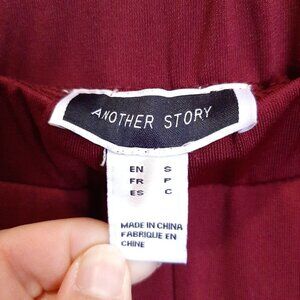 ANOTHER STORY
EN S
FR P
ES C
MADE IN CHINA
FABRIQUE EN
CHINE